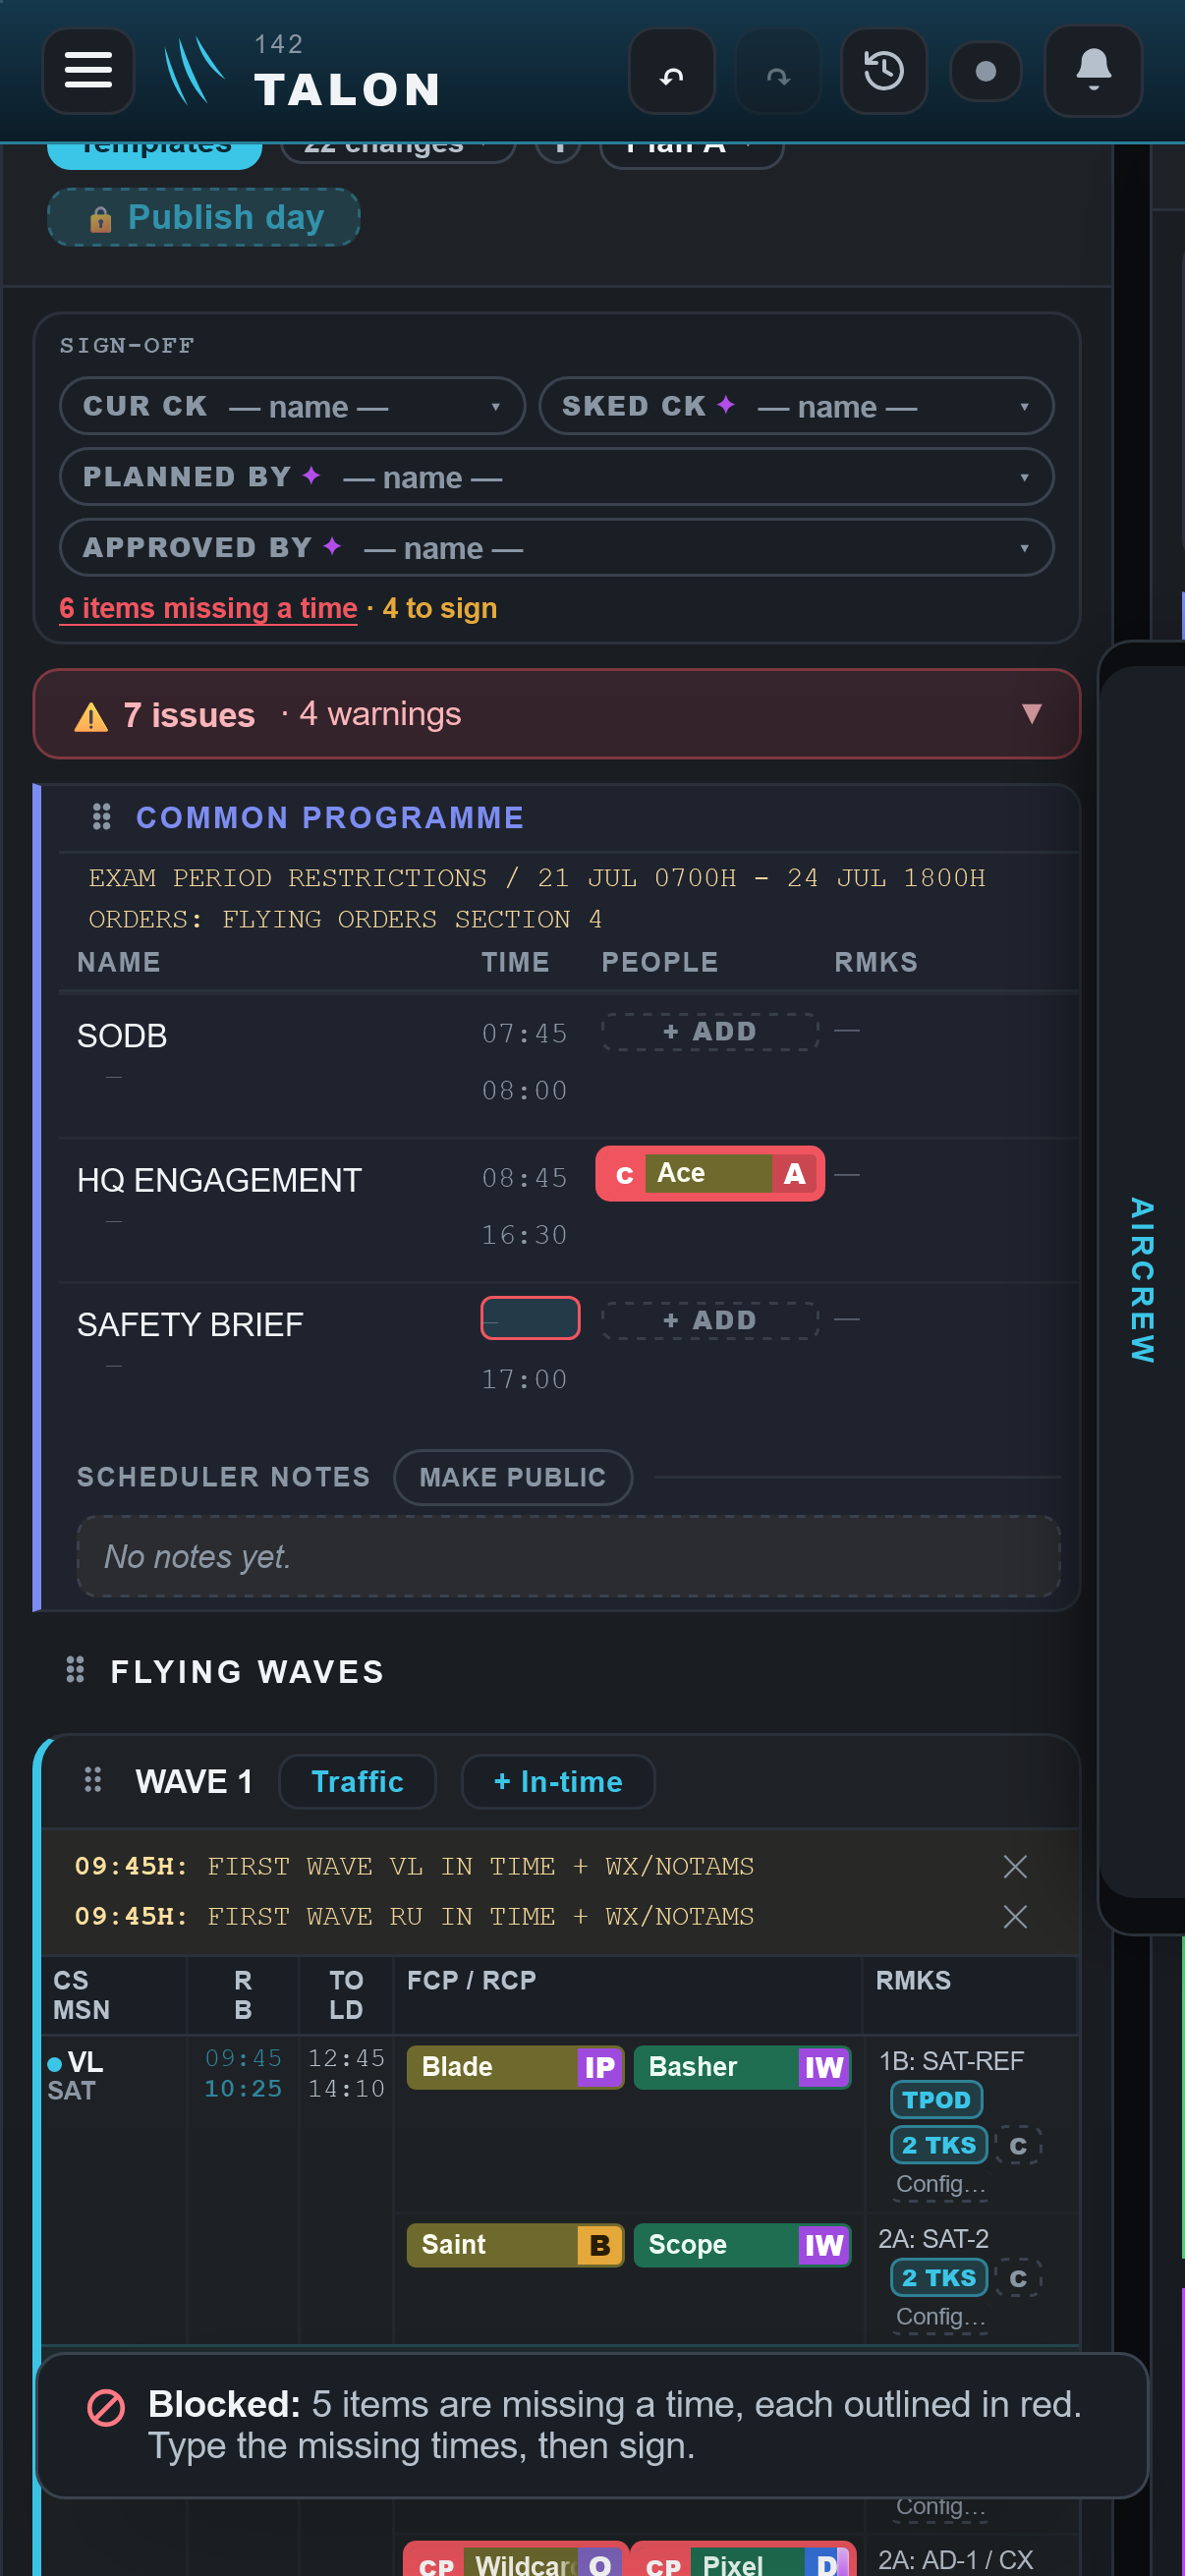 142
TALON
Templates 22 changes Plan A
Publish day
SIGN-OFF
CUR CK — name —
SKED CK — name —
PLANNED BY — name —
APPROVED BY — name —
6 items missing a time · 4 to sign
7 issues · 4 warnings
COMMON PROGRAMME
EXAM PERIOD RESTRICTIONS / 21 JUL 0700H – 24 JUL 1800H
ORDERS: FLYING ORDERS SECTION 4
NAME TIME PEOPLE RMKS
SODB 07:45 + ADD —
— 08:00
HQ ENGAGEMENT 08:45 C Ace A —
— 16:30
SAFETY BRIEF — + ADD —
— 17:00
AIRCREW
SCHEDULER NOTES MAKE PUBLIC
No notes yet.
FLYING WAVES
WAVE 1 Traffic + In-time
09:45H: FIRST WAVE VL IN TIME + WX/NOTAMS
09:45H: FIRST WAVE RU IN TIME + WX/NOTAMS
CS R TO FCP / RCP RMKS
MSN B LD
VL 09:45 12:45 Blade IP Basher IW 1B: SAT-REF
SAT 10:25 14:10 TPOD
2 TKS C
Config...
Saint B Scope IW 2A: SAT-2
2 TKS C
Config...
Blocked: 5 items are missing a time, each outlined in red.
Type the missing times, then sign.
Config...
CP Wildcar O CP Pixel D 2A: AD-1 / CX